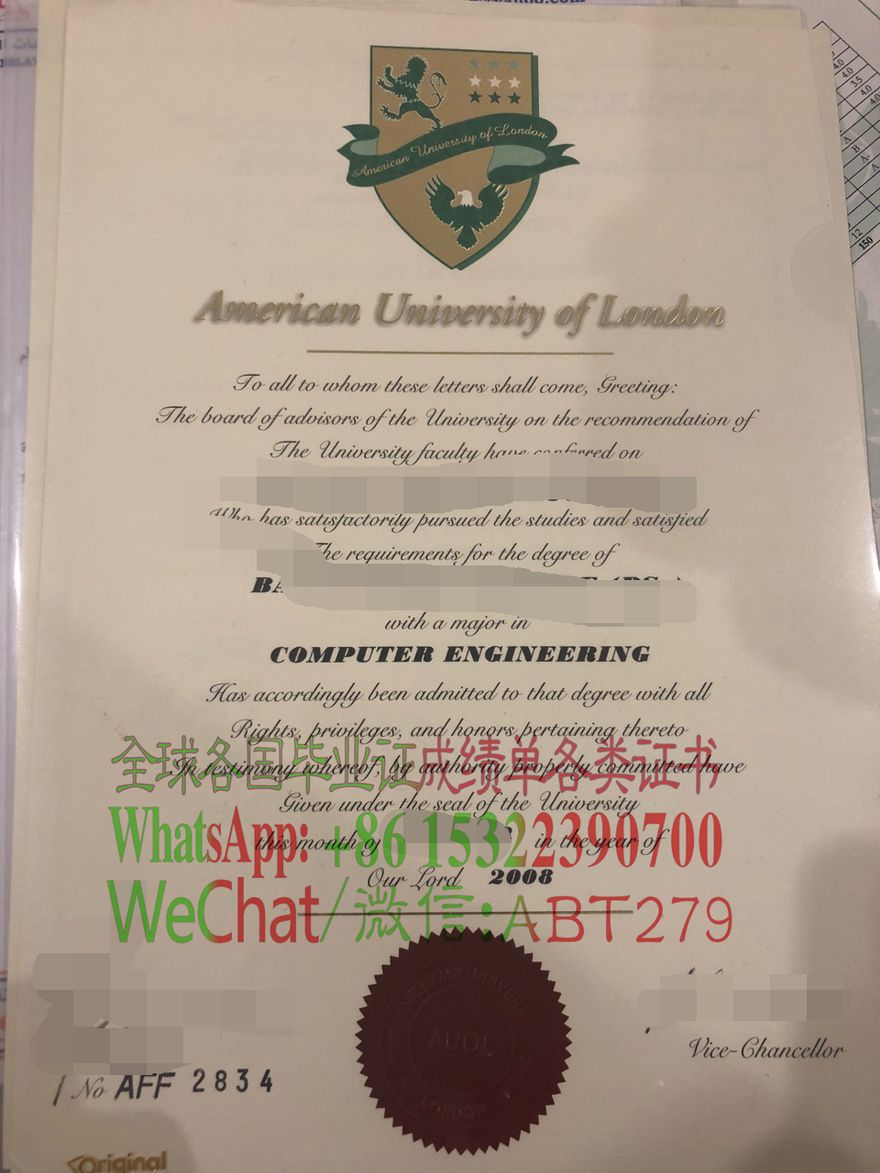 American University of London
American University of London
To all to whom these letters shall come, Greeting:
The board of advisors of the University on the recommendation of
The University faculty have conferred on
Who has satisfactorily pursued the studies and satisfied
The requirements for the degree of
BA
with a major in
COMPUTER ENGINEERING
Has accordingly been admitted to that degree with all
Rights, privileges, and honors pertaining thereto
全球各国毕业证成绩单各类证书
In testimony whereof, by authority properly committed have
Given under the seal of the University
WhatsApp: +86 15322390700
this month of in the year of
Our Lord 2008
WeChat/微信:ABT279
AUOL
LONDON
Vice-Chancellor
No AFF 2834
Original